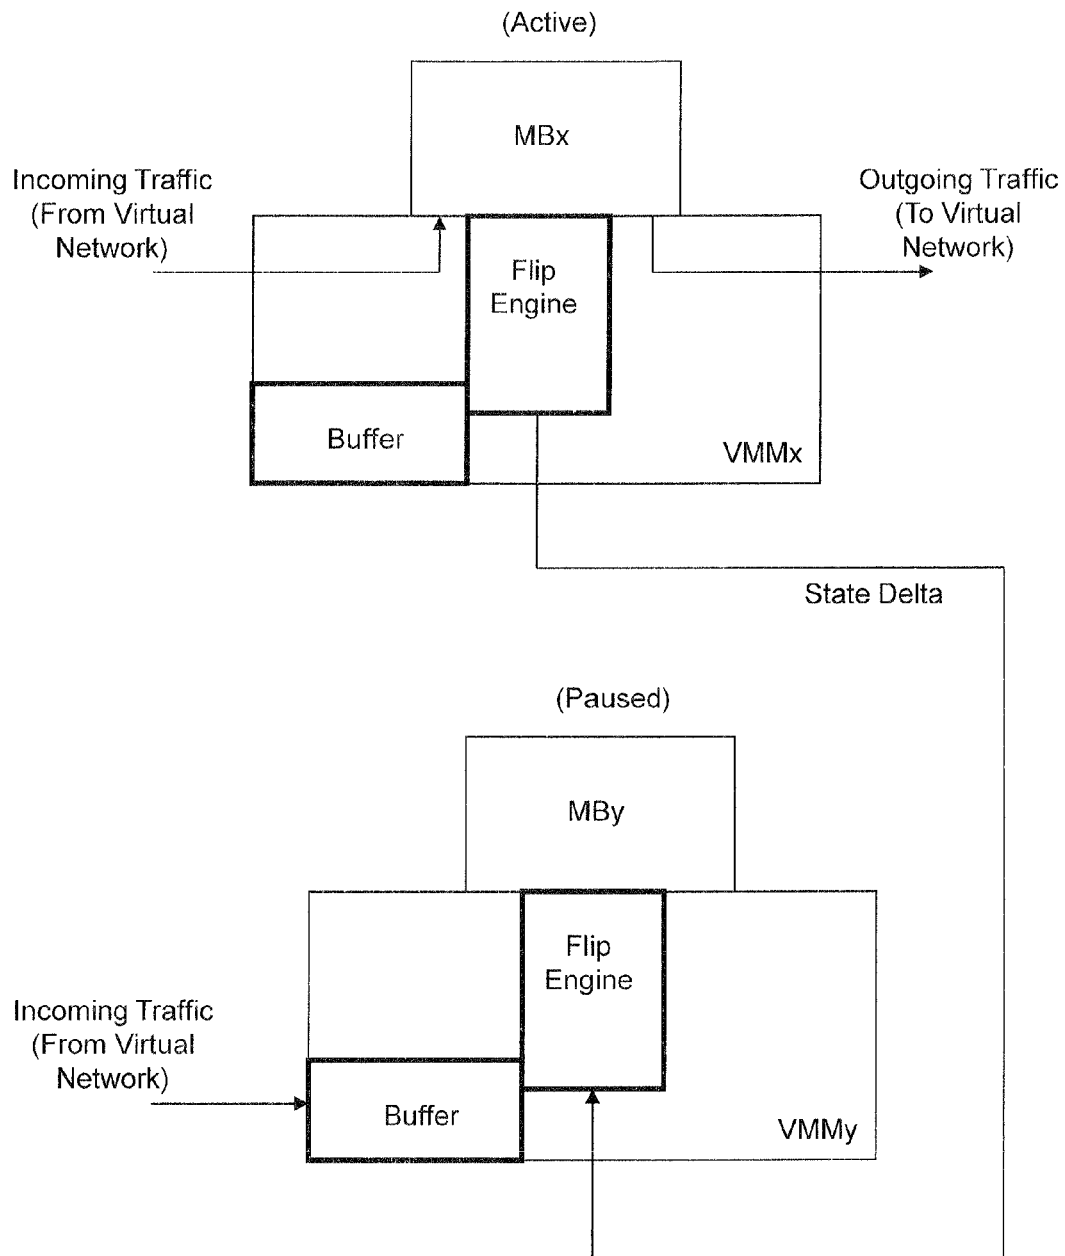 (Active)
MBx
Incoming Traffic
(From Virtual
Network)
Outgoing Traffic
(To Virtual
Network)
Flip
Engine
Buffer
VMMx
State Delta
(Paused)
MBy
Flip
Engine
Incoming Traffic
(From Virtual
Network)
Buffer
VMMy